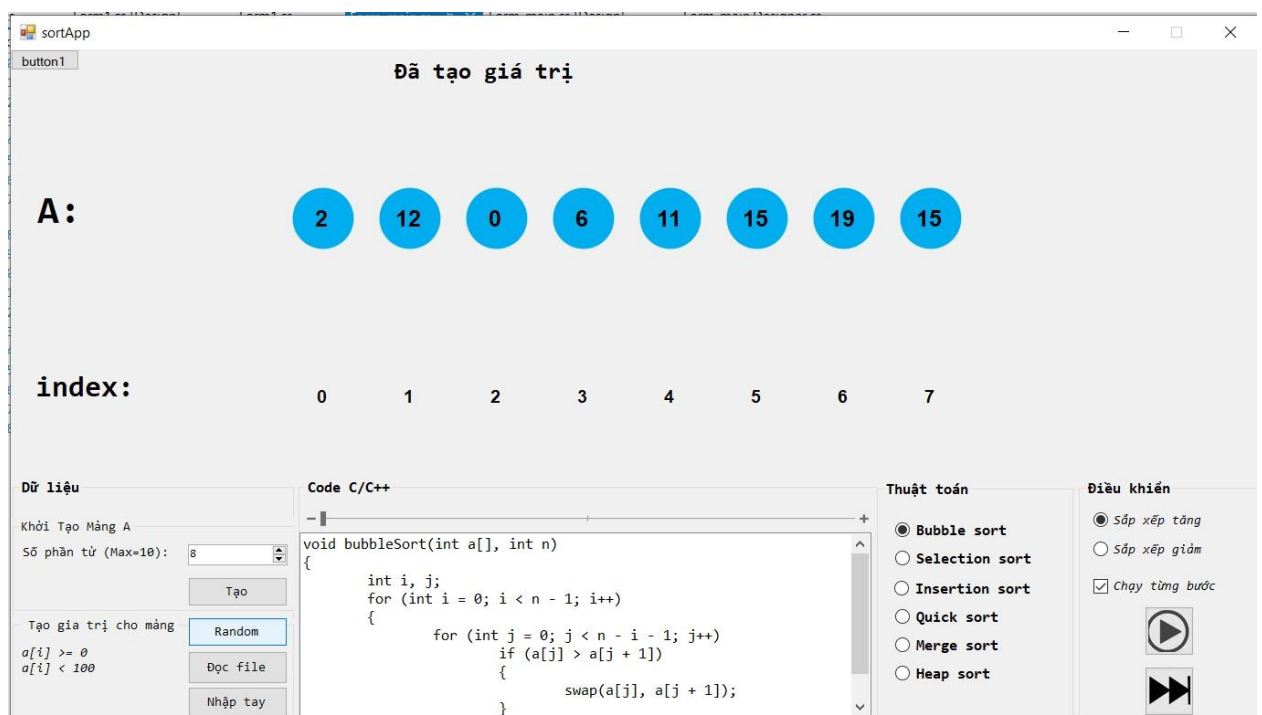 sortApp
button1
Đã tạo giá trị
A:
2 12 0 6 11 15 19 15
index:
0 1 2 3 4 5 6 7
Dữ liệu
Khởi Tạo Mảng A
Số phần tử (Max=10): 8
Tạo
Tạo gia trị cho mảng
a[i] >= 0
a[i] < 100
Random
Đọc file
Nhập tay
Code C/C++
void bubbleSort(int a[], int n)
{
int i, j;
for (int i = 0; i < n - 1; i++)
{
for (int j = 0; j < n - i - 1; j++)
if (a[j] > a[j + 1])
{
swap(a[j], a[j + 1]);
}
Thuật toán
Bubble sort
Selection sort
Insertion sort
Quick sort
Merge sort
Heap sort
Điều khiển
Sắp xếp tăng
Sắp xếp giảm
Chạy từng bước